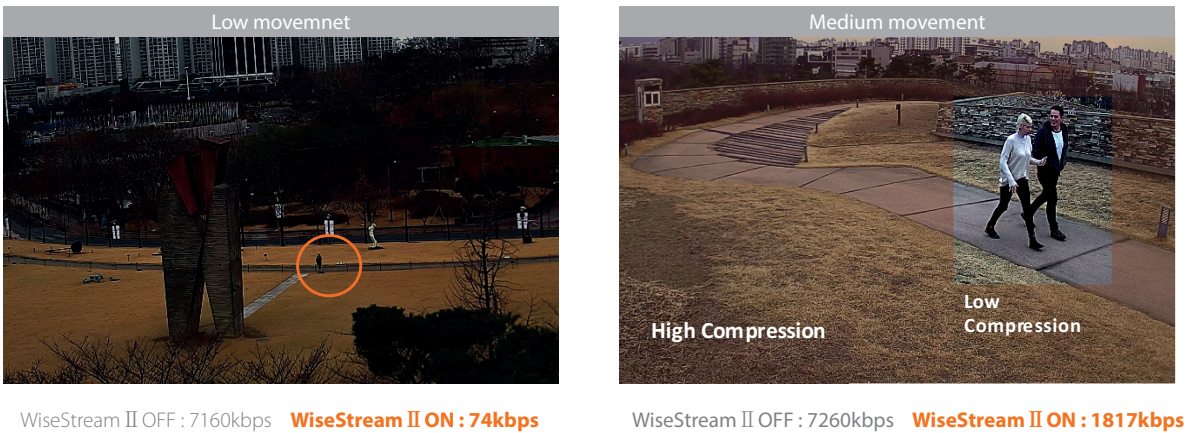 Low movemnet
Medium movement
High Compression
Low
Compression
WiseStream Ⅱ OFF : 7160kbps WiseStream Ⅱ ON : 74kbps
WiseStream Ⅱ OFF : 7260kbps WiseStream Ⅱ ON : 1817kbps